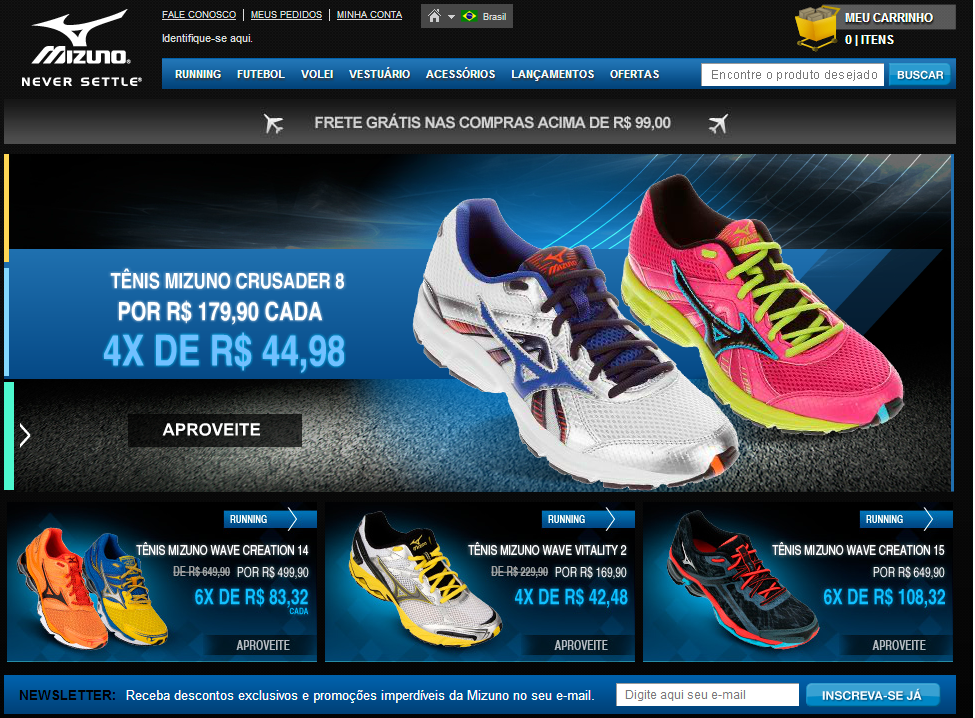 Mizuno
NEVER SETTLE®
FALE CONOSCO | MEUS PEDIDOS | MINHA CONTA
Brasil
Identifique-se aqui.
MEU CARRINHO
0 | ITENS
RUNNING FUTEBOL VOLEI VESTUÁRIO ACESSÓRIOS LANÇAMENTOS OFERTAS
Encontre o produto desejado
BUSCAR
FRETE GRÁTIS NAS COMPRAS ACIMA DE R$ 99,00
TÊNIS MIZUNO CRUSADER 8
POR R$ 179,90 CADA
4X DE R$ 44,98
APROVEITE
RUNNING
TÊNIS MIZUNO WAVE CREATION 14
DE R$ 649,90 POR R$ 499,90
6X DE R$ 83,32
CADA
APROVEITE
RUNNING
TÊNIS MIZUNO WAVE VITALITY 2
DE R$ 229,90 POR R$ 169,90
4X DE R$ 42,48
APROVEITE
RUNNING
TÊNIS MIZUNO WAVE CREATION 15
POR R$ 649,90
6X DE R$ 108,32
APROVEITE
NEWSLETTER: Receba descontos exclusivos e promoções imperdíveis da Mizuno no seu e-mail.
Digite aqui seu e-mail
INSCREVA-SE JÁ